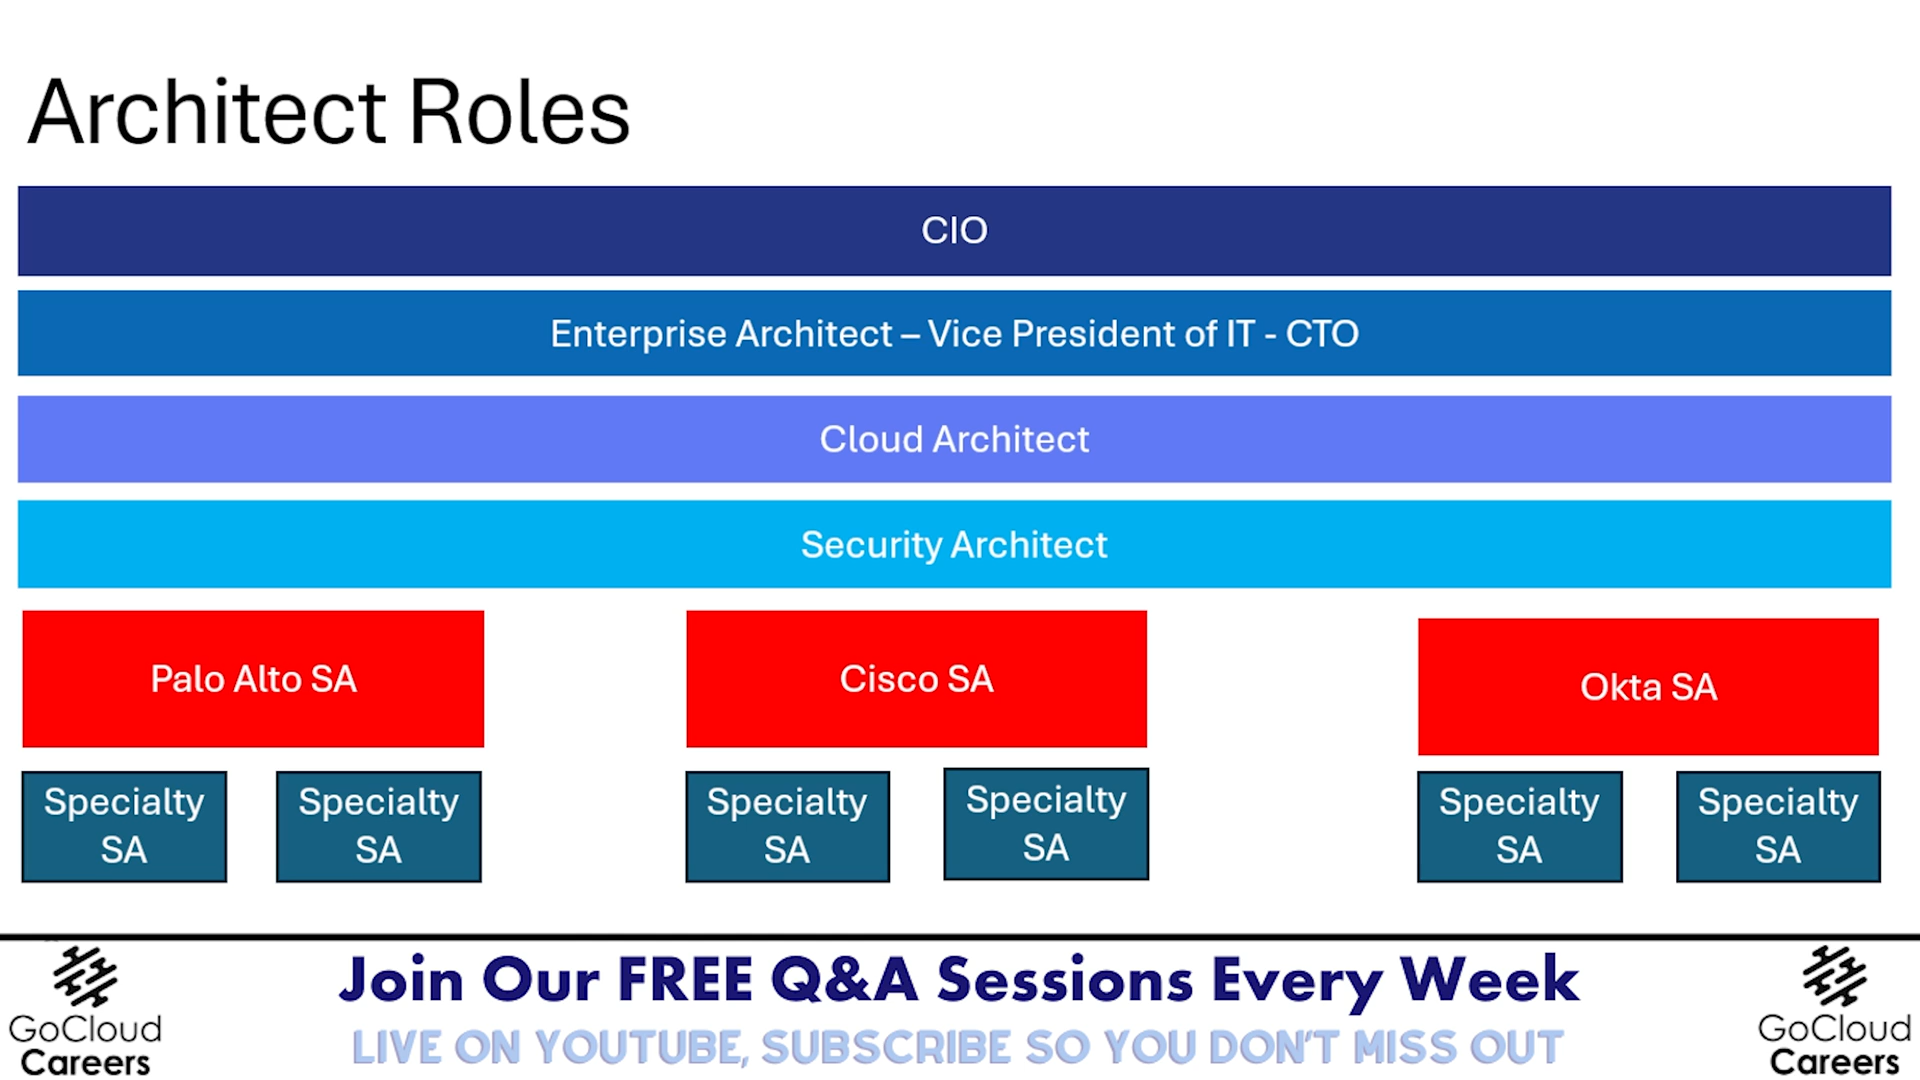 Architect Roles
CIO
Enterprise Architect – Vice President of IT - CTO
Cloud Architect
Security Architect
Palo Alto SA
Cisco SA
Okta SA
Specialty
SA
Specialty
SA
Specialty
SA
Specialty
SA
Specialty
SA
Specialty
SA
Join Our FREE Q&A Sessions Every Week
LIVE ON YOUTUBE, SUBSCRIBE SO YOU DON'T MISS OUT
GoCloud
Careers
GoCloud
Careers